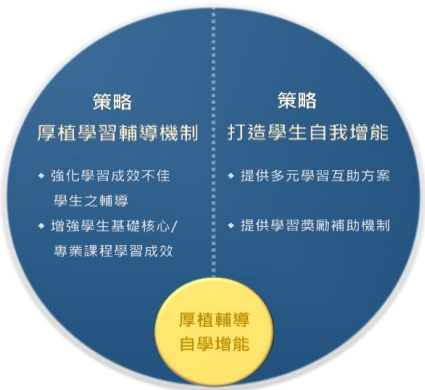 策略
厚植學習輔導機制
◆ 強化學習成效不佳
學生之輔導
◆ 增強學生基礎核心/
專業課程學習成效
策略
打造學生自我增能
◆ 提供多元學習互助方案
◆ 提供學習獎勵補助機制
厚植輔導
自學增能